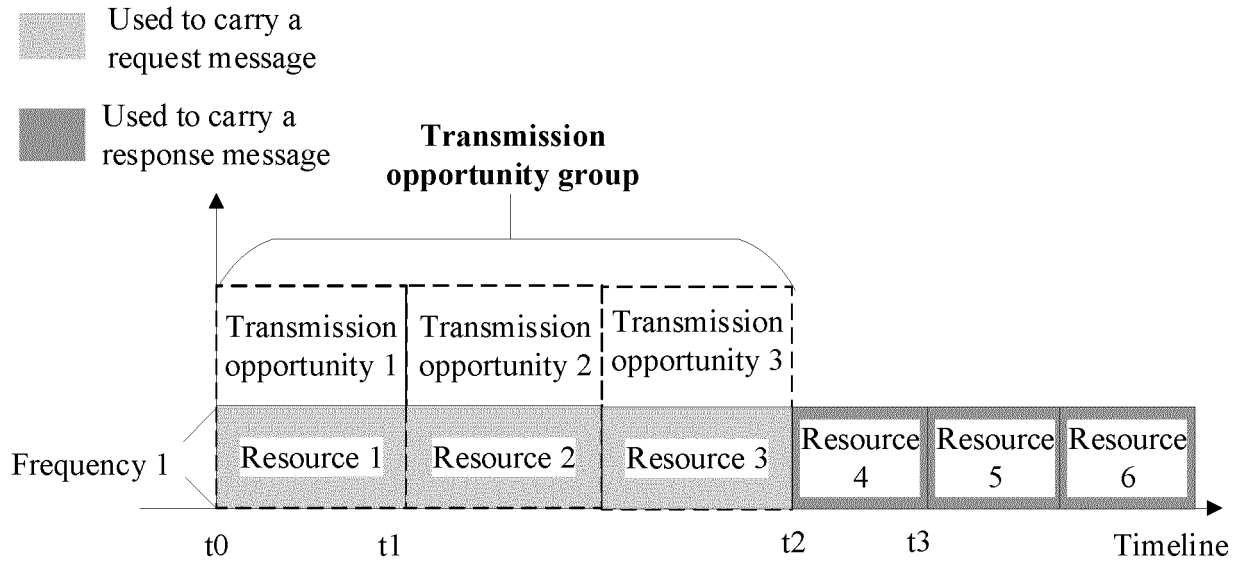 Used to carry a
request message
Used to carry a
response message
Transmission
opportunity group
Transmission
opportunity 1
Transmission
opportunity 2
Transmission
opportunity 3
Frequency 1
Resource 1
Resource 2
Resource 3
Resource
4
Resource
5
Resource
6
t0
t1
t2
t3
Timeline